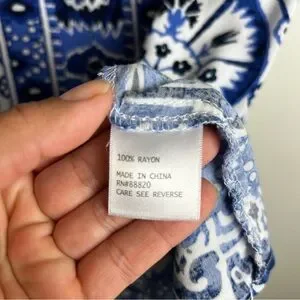 100% RAYON
MADE IN CHINA
RN#88820
CARE SEE REVERSE